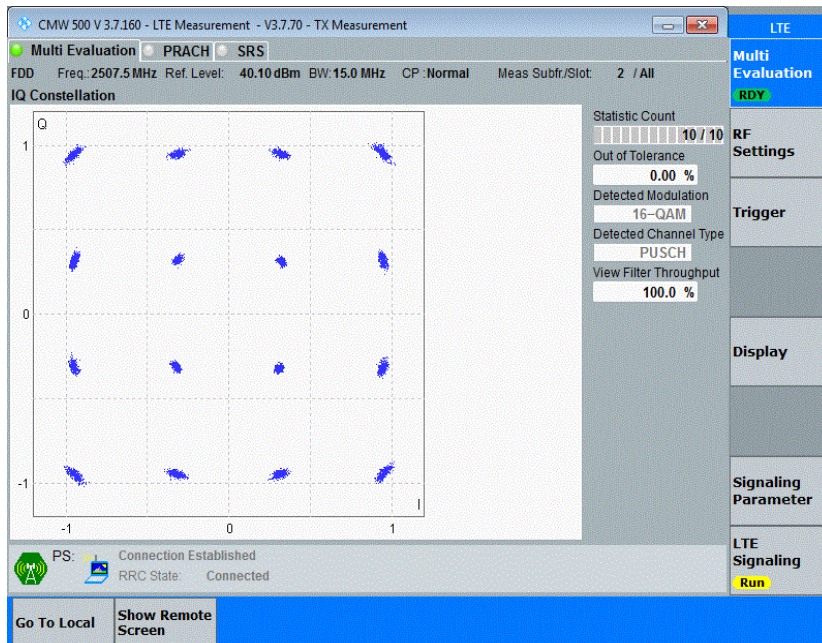 CMW 500 V 3.7.160 - LTE Measurement - V3.7.70 - TX Measurement
LTE
Multi Evaluation PRACH SRS
FDD Freq.:2507.5 MHz Ref. Level: 40.10 dBm BW:15.0 MHz CP :Normal Meas Subfr./Slot: 2 / All
IQ Constellation
Q
1
0
-1
I
-1 0 1
Statistic Count
10 / 10
Out of Tolerance
0.00 %
Detected Modulation
16-QAM
Detected Channel Type
PUSCH
View Filter Throughput
100.0 %
Multi
Evaluation
RDY
RF
Settings
Trigger
Display
Signaling
Parameter
LTE
Signaling
Run
PS: Connection Established
RRC State: Connected
Go To Local
Show Remote
Screen